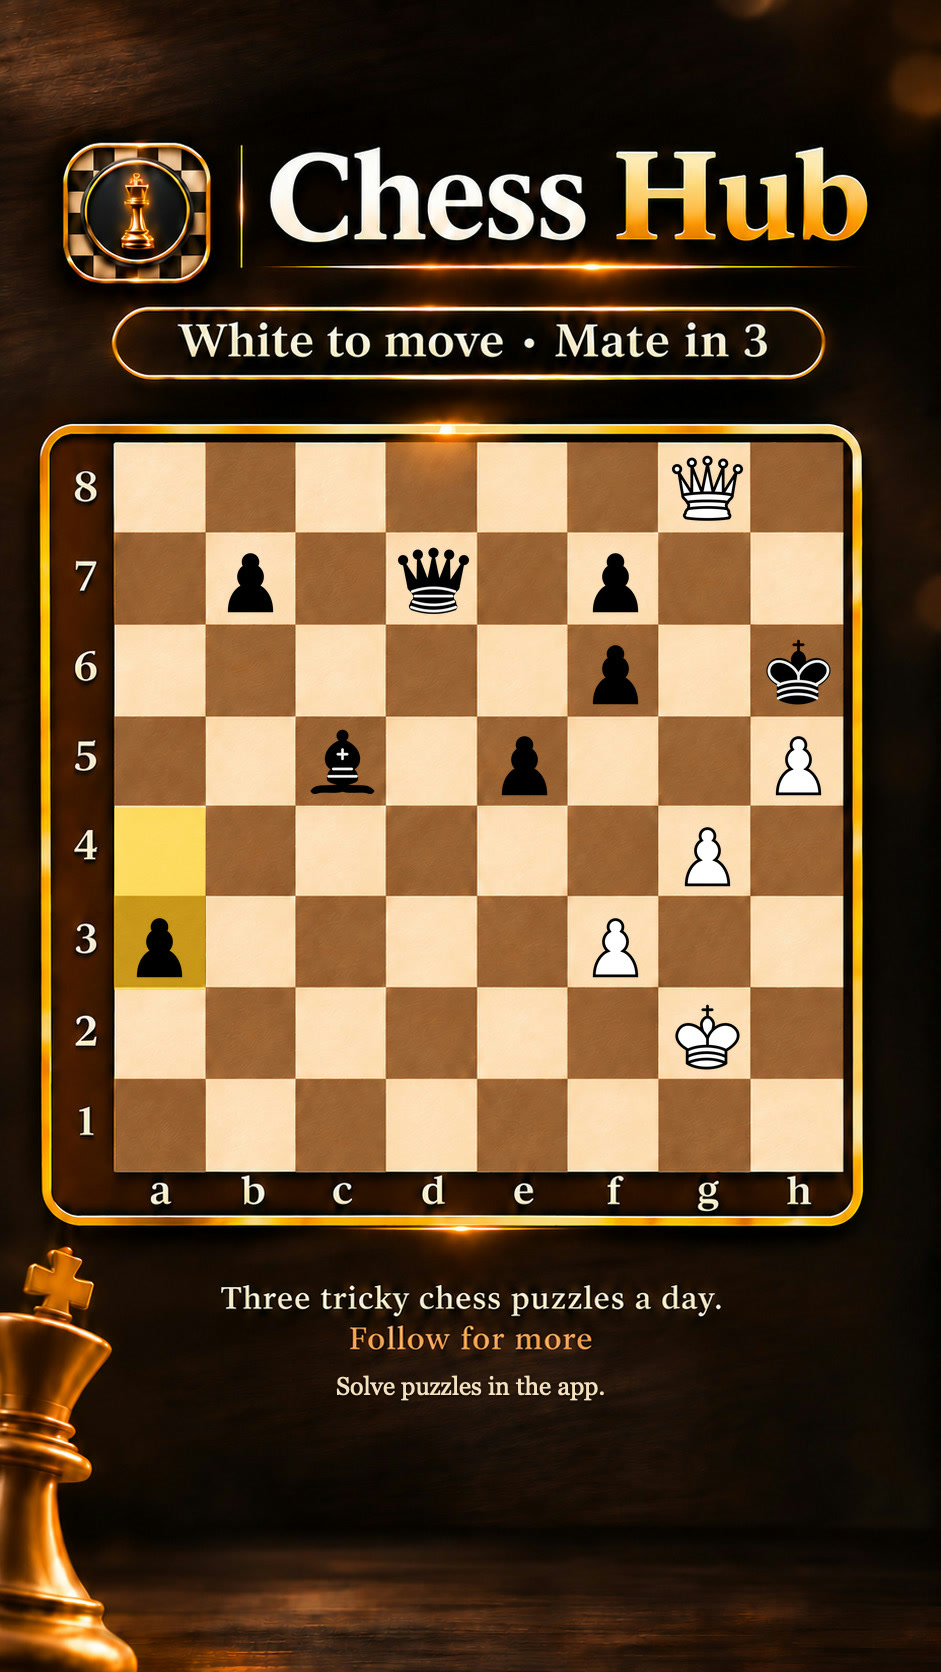 Chess Hub
White to move • Mate in 3
8
7
6
5
4
3
2
1
a b c d e f g h
Three tricky chess puzzles a day.
Follow for more
Solve puzzles in the app.